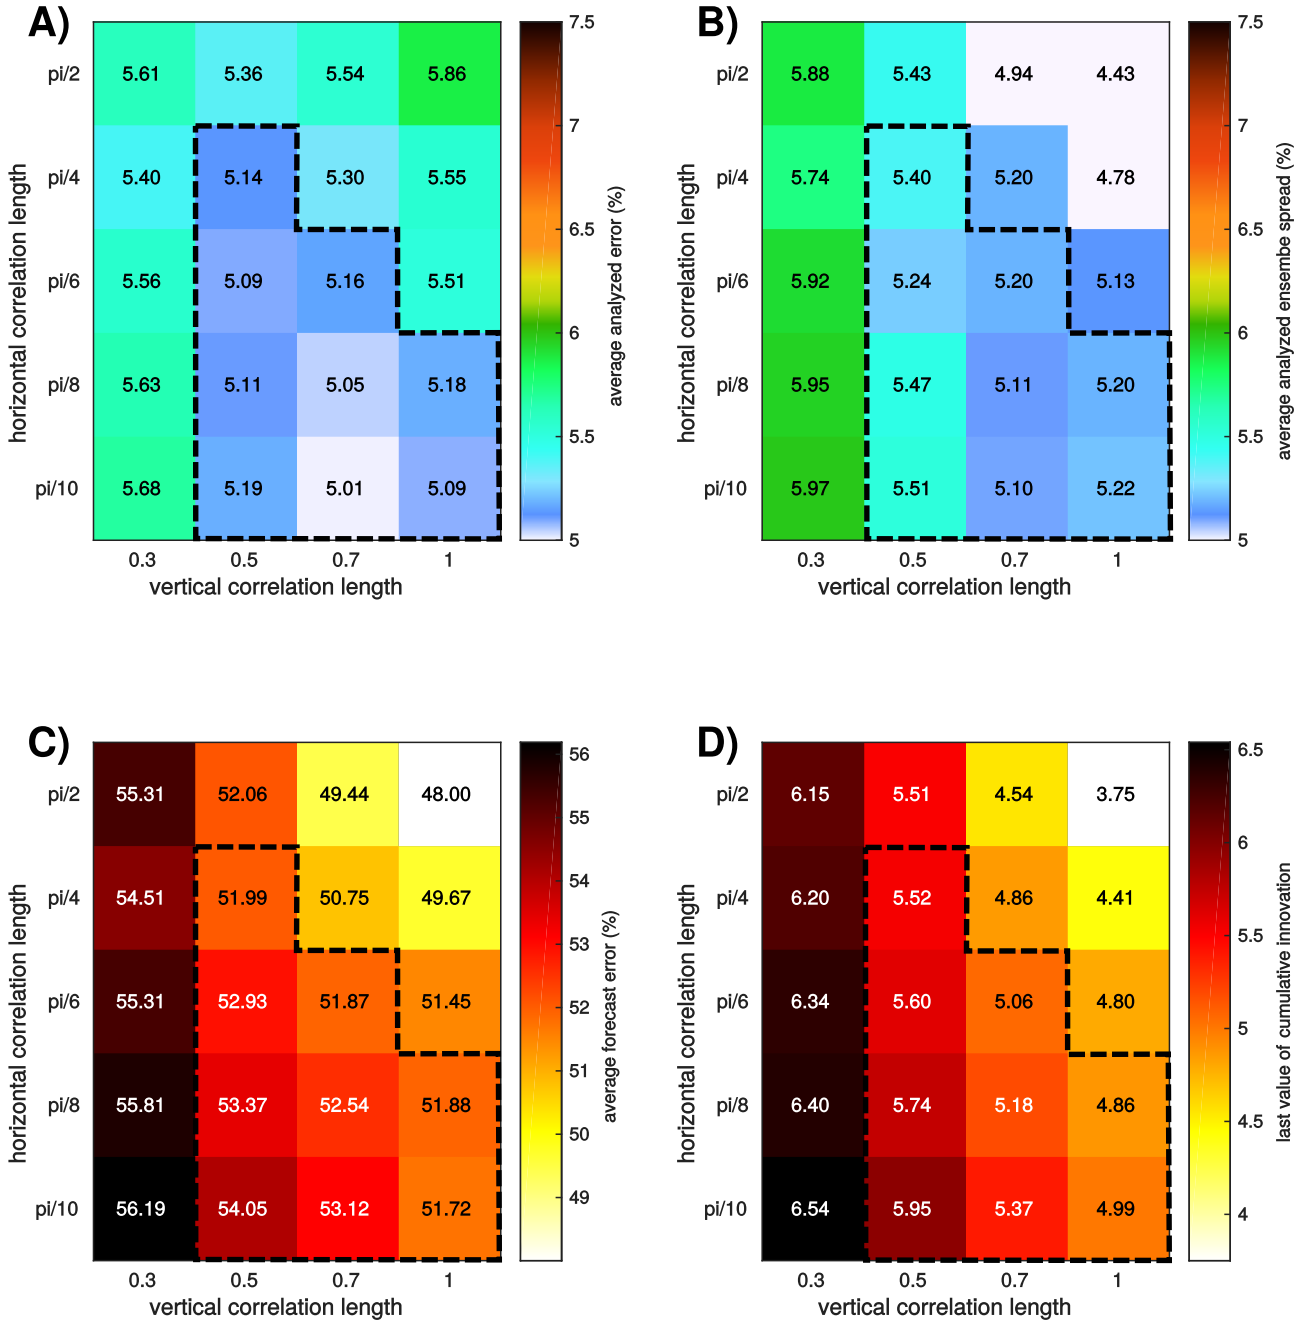 A)
pi/2 5.61 5.36 5.54 5.86
pi/4 5.40 5.14 5.30 5.55
pi/6 5.56 5.09 5.16 5.51
pi/8 5.63 5.11 5.05 5.18
pi/10 5.68 5.19 5.01 5.09
0.3 0.5 0.7 1
vertical correlation length
horizontal correlation length
7.5
7
6.5
6
5.5
5
average analyzed error (%)
B)
pi/2 5.88 5.43 4.94 4.43
pi/4 5.74 5.40 5.20 4.78
pi/6 5.92 5.24 5.20 5.13
pi/8 5.95 5.47 5.11 5.20
pi/10 5.97 5.51 5.10 5.22
0.3 0.5 0.7 1
vertical correlation length
horizontal correlation length
7.5
7
6.5
6
5.5
5
average analyzed ensembe spread (%)
C)
pi/2 55.31 52.06 49.44 48.00
pi/4 54.51 51.99 50.75 49.67
pi/6 55.31 52.93 51.87 51.45
pi/8 55.81 53.37 52.54 51.88
pi/10 56.19 54.05 53.12 51.72
0.3 0.5 0.7 1
vertical correlation length
horizontal correlation length
56
55
54
53
52
51
50
49
average forecast error (%)
D)
pi/2 6.15 5.51 4.54 3.75
pi/4 6.20 5.52 4.86 4.41
pi/6 6.34 5.60 5.06 4.80
pi/8 6.40 5.74 5.18 4.86
pi/10 6.54 5.95 5.37 4.99
0.3 0.5 0.7 1
vertical correlation length
horizontal correlation length
6.5
6
5.5
5
4.5
4
last value of cumulative innovation